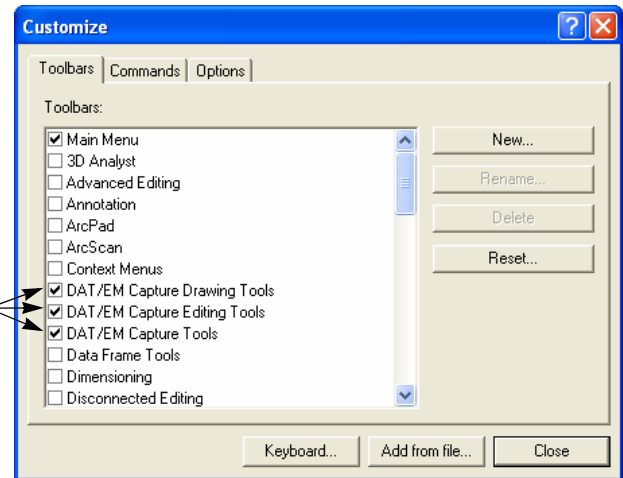 Customize
Toolbars Commands Options
Toolbars:
Main Menu
3D Analyst
Advanced Editing
Annotation
ArcPad
ArcScan
Context Menus
DAT/EM Capture Drawing Tools
DAT/EM Capture Editing Tools
DAT/EM Capture Tools
Data Frame Tools
Dimensioning
Disconnected Editing
New...
Rename...
Delete
Reset...
Keyboard... Add from file... Close